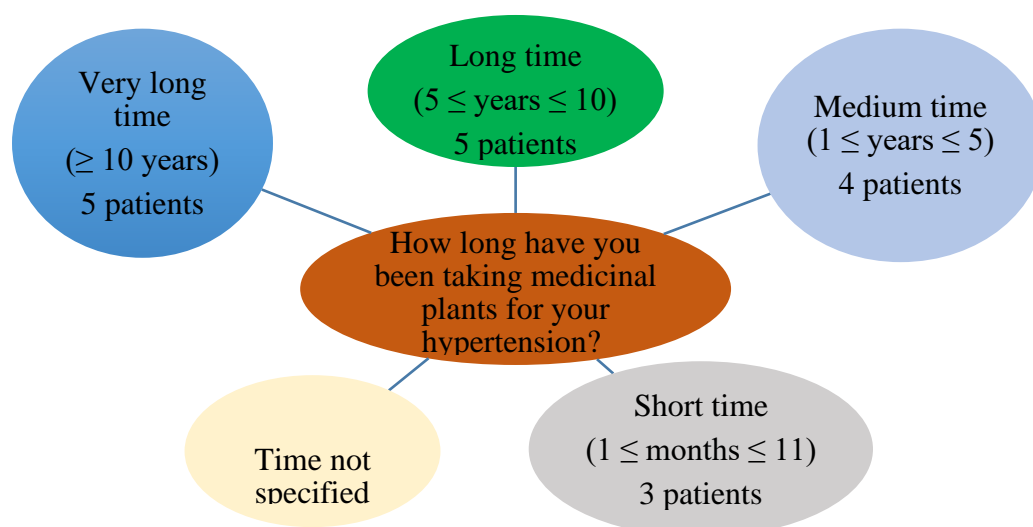 Very long
time
(≥ 10 years)
5 patients
Long time
(5 ≤ years ≤ 10)
5 patients
Medium time
(1 ≤ years ≤ 5)
4 patients
How long have you
been taking medicinal
plants for your
hypertension?
Time not
specified
Short time
(1 ≤ months ≤ 11)
3 patients